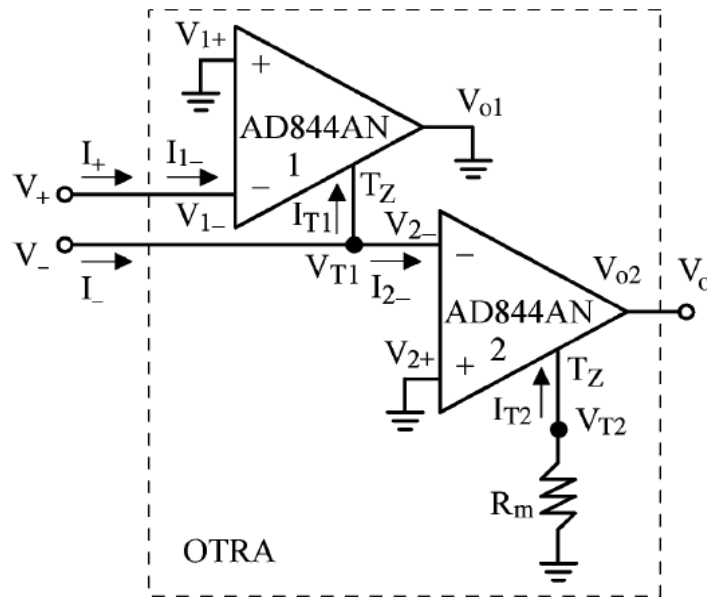 V1+
+
AD844AN
1
Vo1
I+
I1-
V+
−
V1-
IT1
TZ
V-
I-
VT1
V2-
I2-
−
AD844AN
2
Vo2
Vo
V2+
+
IT2
TZ
VT2
Rm
OTRA